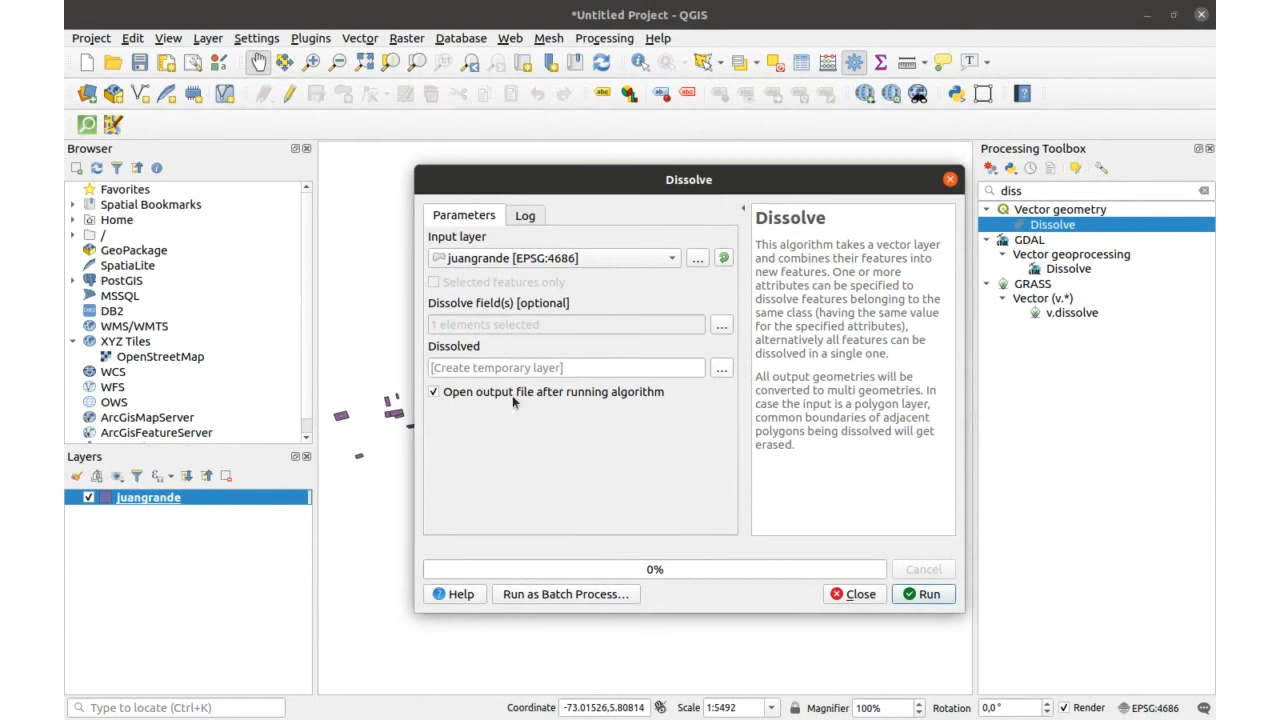 *Untitled Project - QGIS
Project Edit View Layer Settings Plugins Vector Raster Database Web Mesh Processing Help
Browser
Favorites
Spatial Bookmarks
Home
/
GeoPackage
SpatiaLite
PostGIS
MSSQL
DB2
WMS/WMTS
XYZ Tiles
OpenStreetMap
WCS
WFS
OWS
ArcGisMapServer
ArcGisFeatureServer
Layers
juangrande
Dissolve
Parameters Log
Input layer
juangrande [EPSG:4686]
Selected features only
Dissolve field(s) [optional]
1 elements selected
Dissolved
[Create temporary layer]
Open output file after running algorithm
Dissolve
This algorithm takes a vector layer
and combines their features into
new features. One or more
attributes can be specified to
dissolve features belonging to the
same class (having the same value
for the specified attributes),
alternatively all features can be
dissolved in a single one.
All output geometries will be
converted to multi geometries. In
case the input is a polygon layer,
common boundaries of adjacent
polygons being dissolved will get
erased.
0%
Cancel
Help Run as Batch Process... Close Run
Processing Toolbox
diss
Vector geometry
Dissolve
GDAL
Vector geoprocessing
Dissolve
GRASS
Vector (v.*)
v.dissolve
Type to locate (Ctrl+K) Coordinate -73.01526,5.80814 Scale 1:5492 Magnifier 100% Rotation 0,0 ° Render EPSG:4686